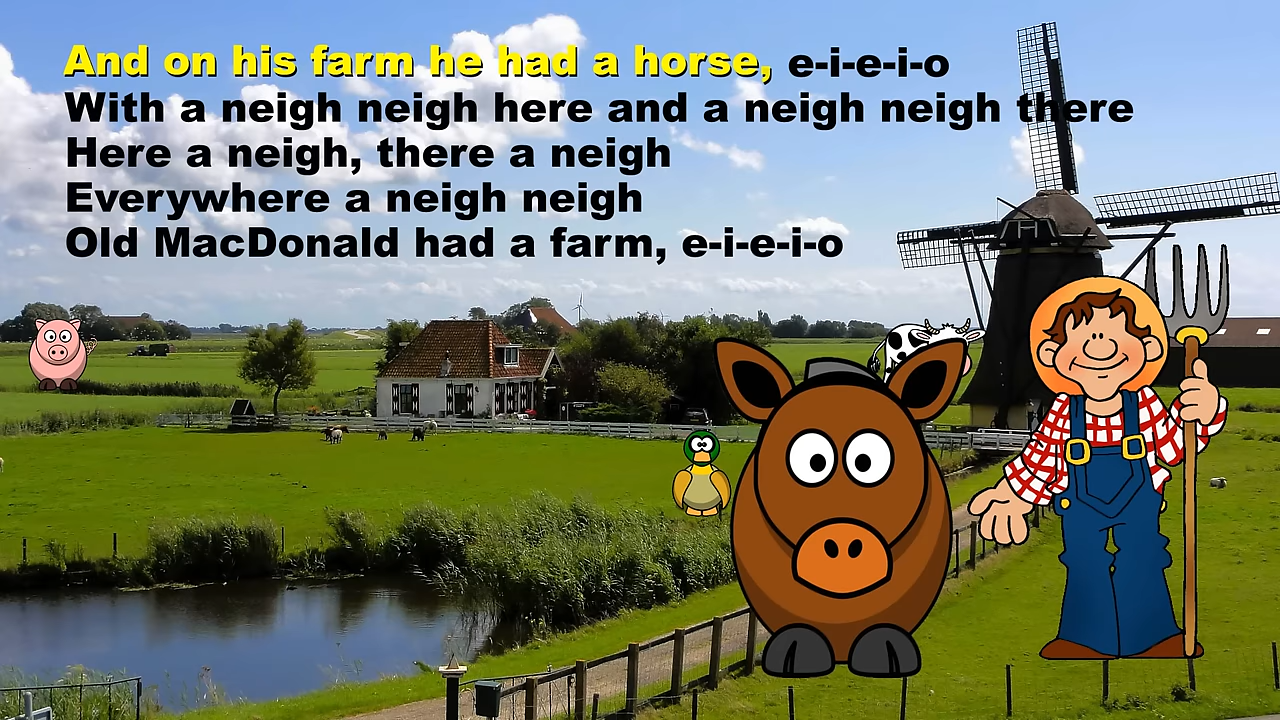 And on his farm he had a horse, e-i-e-i-o
With a neigh neigh here and a neigh neigh there
Here a neigh, there a neigh
Everywhere a neigh neigh
Old MacDonald had a farm, e-i-e-i-o